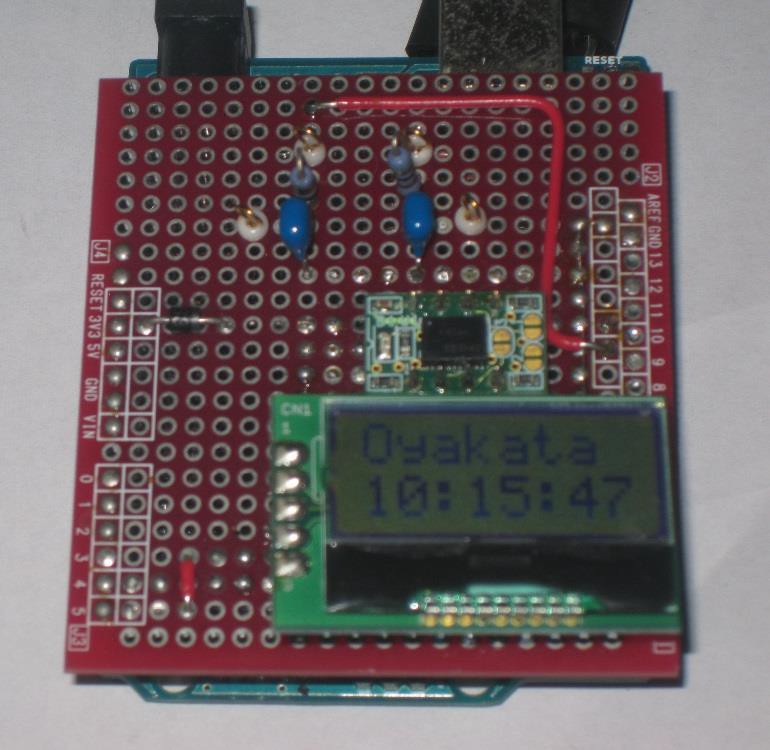 RESET
J2
AREF
GND
13
12
11
10
9
8
J4
RESET
3V3
5V
GND
VIN
CN1
1
Oyakata
10:15:47
0
1
2
3
4
5
J3